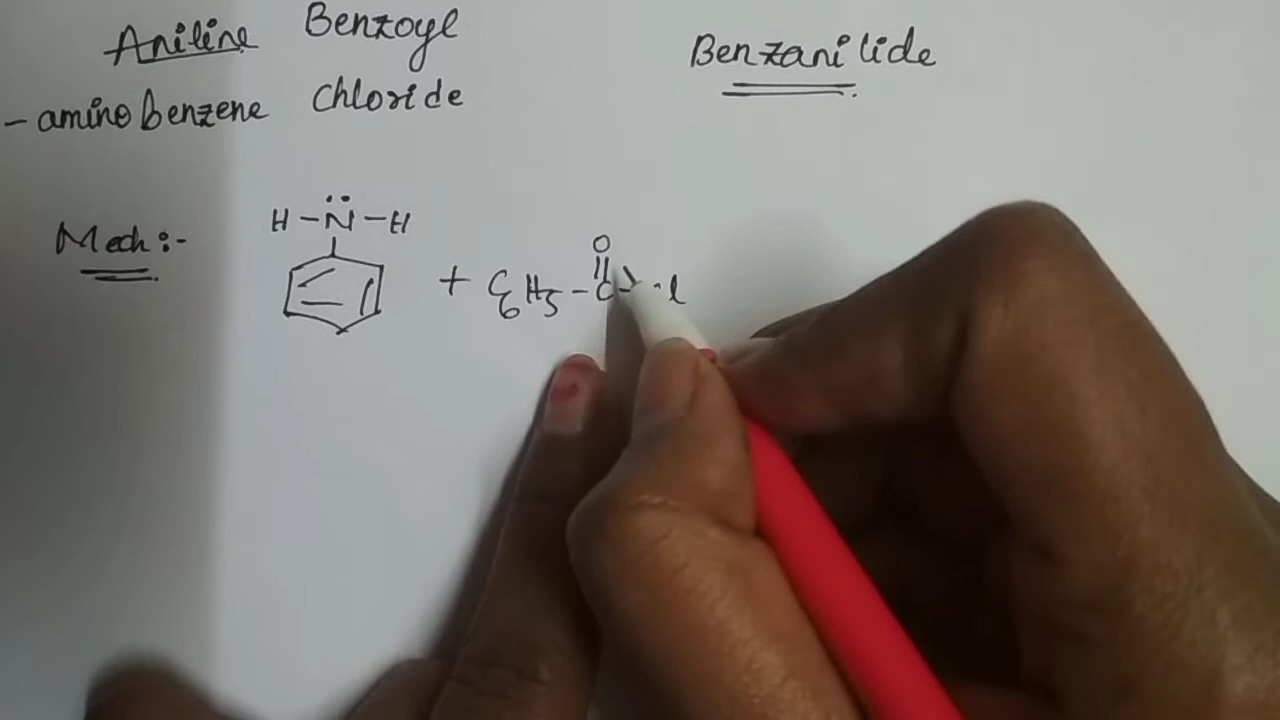 Aniline Benzoyl
- aminobenzene Chloride
Benzanilide
Mech :-
H - N̈ - H
+ C6H5 - C
O
l